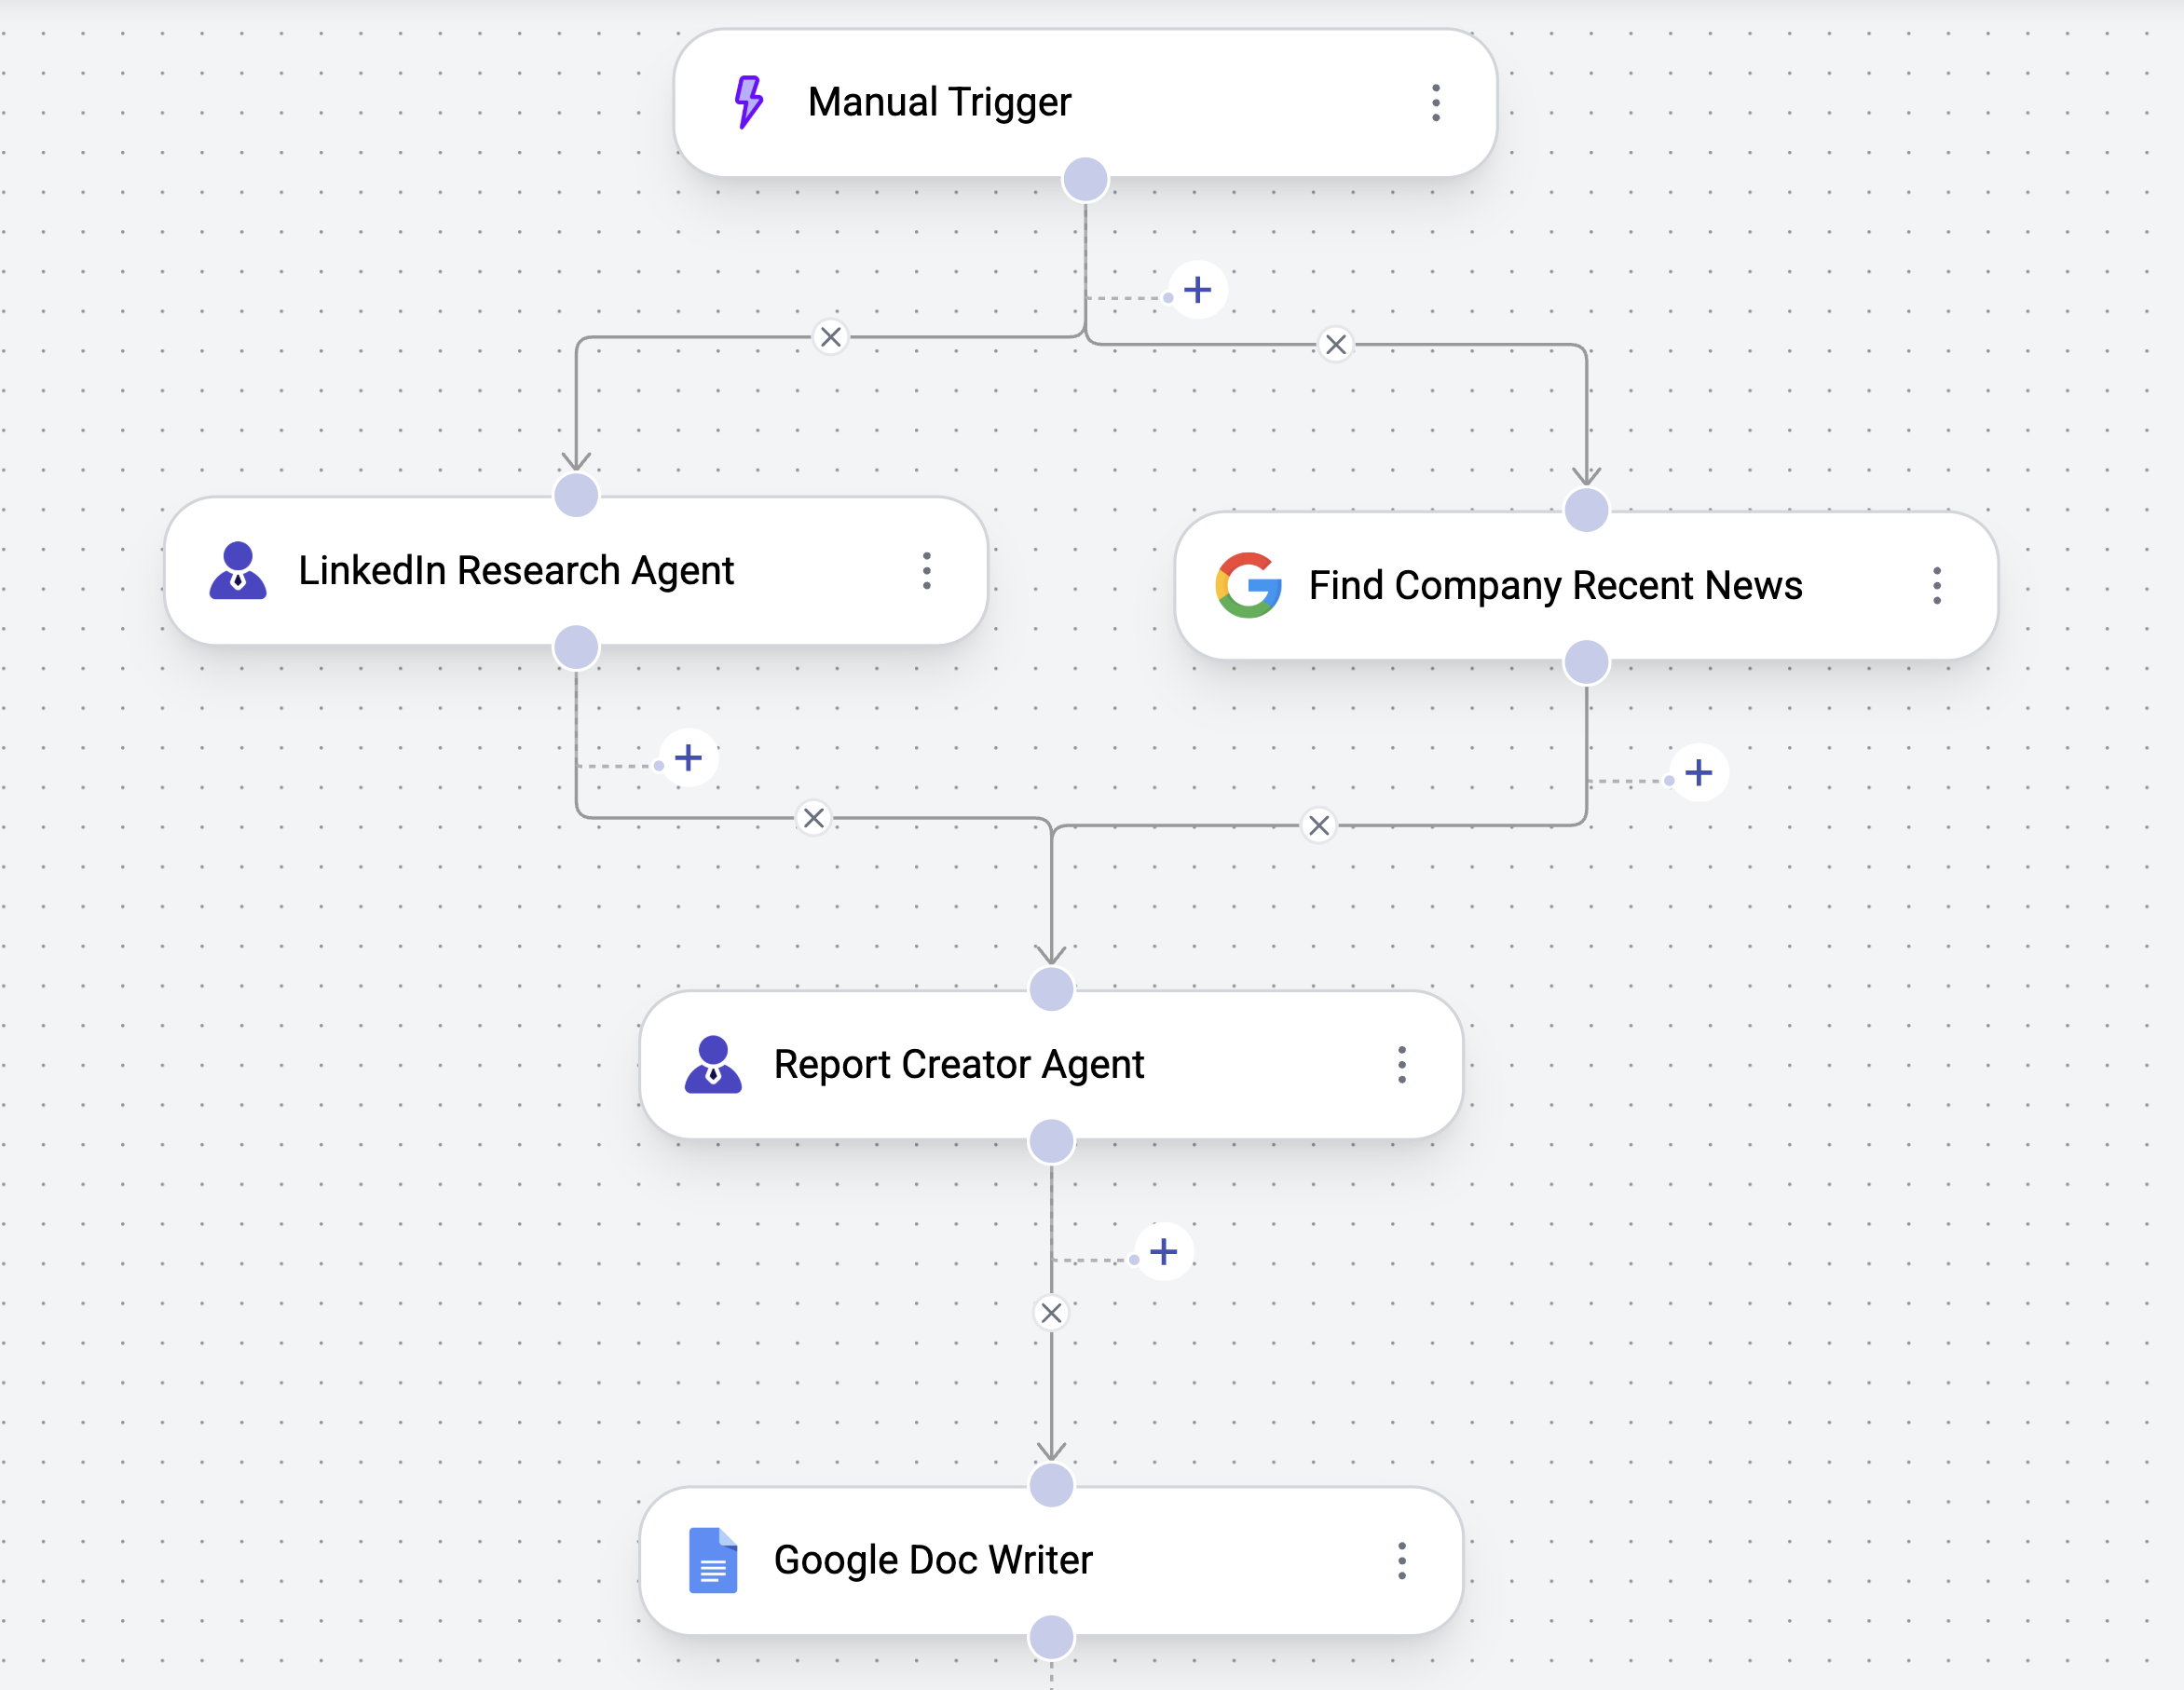 Manual Trigger
LinkedIn Research Agent
Find Company Recent News
Report Creator Agent
Google Doc Writer